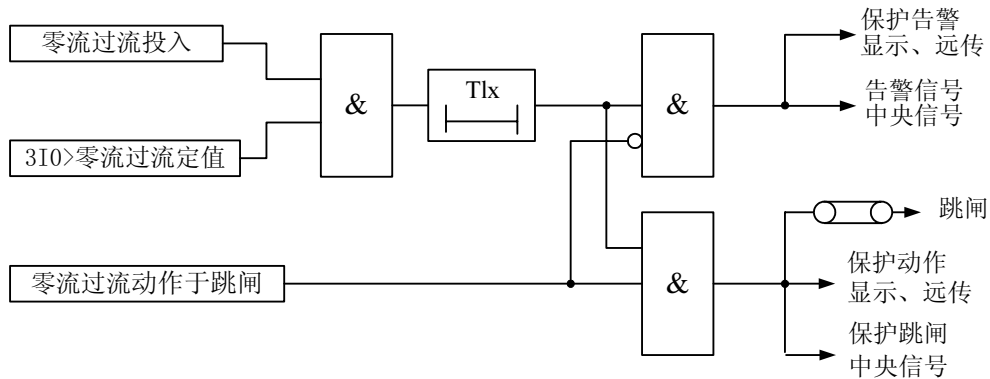 零流过流投入
3I0>零流过流定值
零流过流动作于跳闸
&
Tlx
&
&
保护告警
显示、远传
告警信号
中央信号
跳闸
保护动作
显示、远传
保护跳闸
中央信号